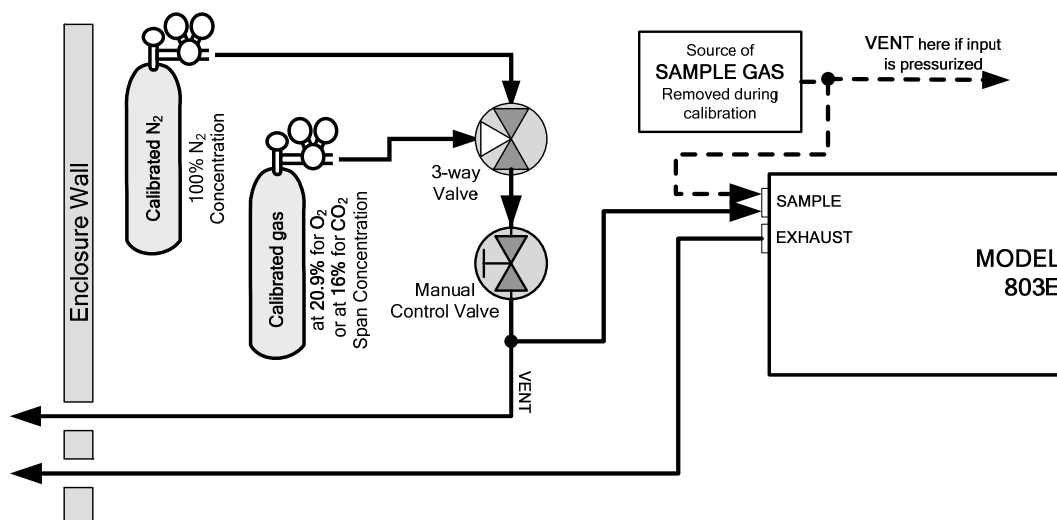 Enclosure Wall
Calibrated N₂
100% N₂
Concentration
Calibrated gas
at 20.9% for O₂
or at 16% for CO₂
Span Concentration
3-way
Valve
Manual
Control Valve
VENT
Source of
SAMPLE GAS
Removed during
calibration
VENT here if input
is pressurized
SAMPLE
EXHAUST
MODEL
803E